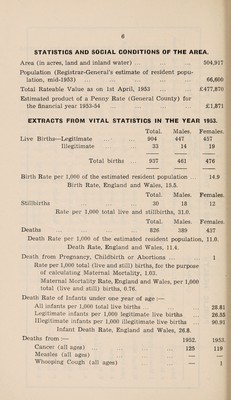 6
STATISTICS AND SOCIAL CONDITIONS OF THE AREA.
Area (in acres, land and inland water) ... ... ... 504,917
Population (Registrar-General's estimate of resident popu-
lation, mid-1953) ... ... ... ... 66,600
Total Rateable Value as on 1st April, 1953 ... ... £477,870
Estimated product of a Penny Rate (General County) for
the financial year 1953-54 ... ... ... £1,871
EXTRACTS FROM VITAL STATISTICS IN THE YEAR 1953.
Total. Males. Females.
Live Births—Legitimate ... ... 904 447 457
Illegitimate ... ... 33 14 19
Total births ... 937 461 476
Birth Rate per 1,000 of the estimated resident population ... 14.9
Birth Rate, England and Wales, 15.5.
Total. Males. Females.
Stillbirths ... ... ... 30 18 12
Rate per 1,000 total live and stillbirths, 31.0.
Total. Males. Females.
Deaths ... ... ... 826 389 437
Death Rate per 1,000 of the estimated resident population, 11.0.
Death Rate, England and Wales, 11.4.
Death from Pregnancy, Childbirth or Abortions ... ... 1
Rate per 1,000 total (live and still) births, for the purpose
of calculating Maternal Mortality, 1.03.
Maternal Mortality Rate, England and Wales, per 1,000
total (live and still) births, 0.76.
Death Rate of Infants under one year of age :—
All infants per 1,000 total live births ... ... 28.81
Legitimate infants per 1,000 legitimate live births ... 26.55
Illegitimate infants per 1,000 illegitimate live births ... 90.91
Infant Death Rate, England and Wales, 26.8.
Deaths from :— 1952. 1953.
Cancer (all ages) ... ... ... 125 119
Measles (all ages) ... ... ... — —
Whooping Cough (all ages) ... ... — 1